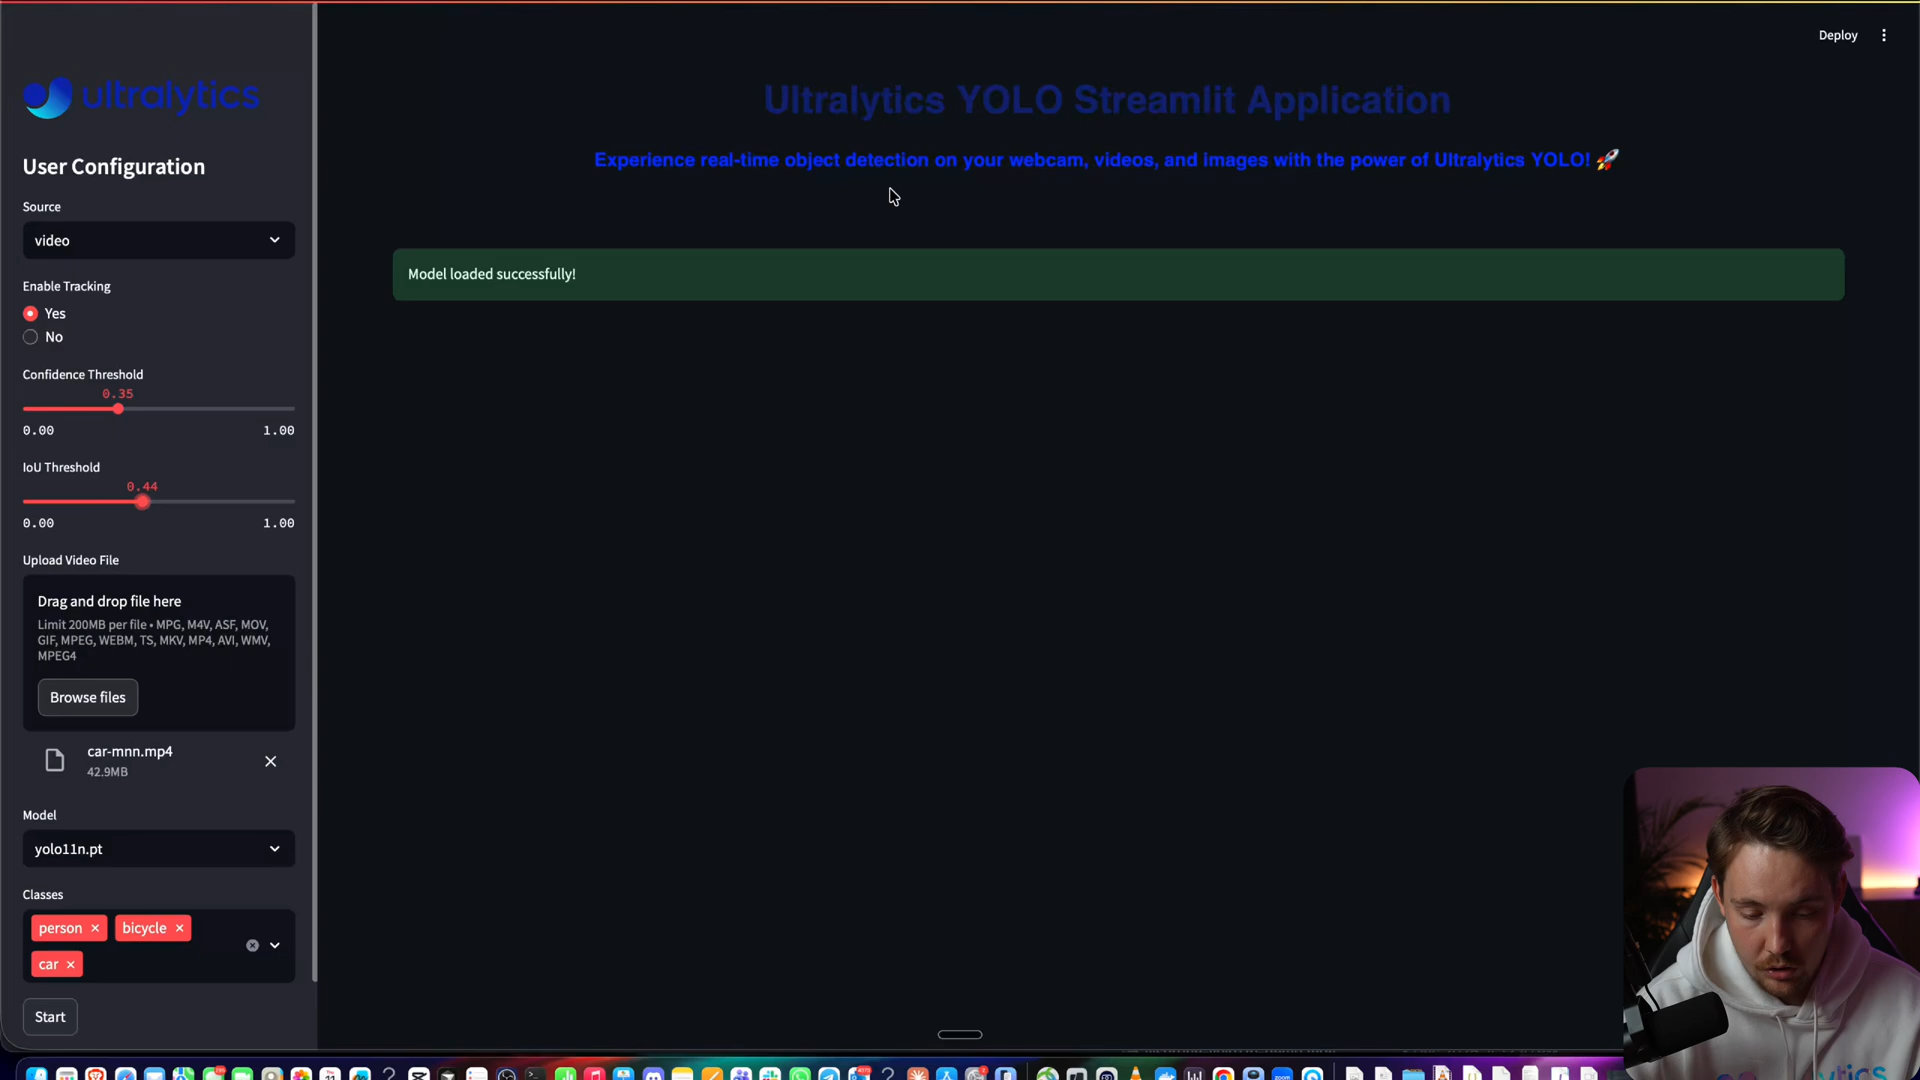 Deploy
ultralytics
Ultralytics YOLO Streamlit Application
Experience real-time object detection on your webcam, videos, and images with the power of Ultralytics YOLO! 🚀
User Configuration
Source
video
Enable Tracking
Yes
No
Confidence Threshold
0.35
0.00 1.00
IoU Threshold
0.44
0.00 1.00
Upload Video File
Drag and drop file here
Limit 200MB per file • MPG, M4V, ASF, MOV,
GIF, MPEG, WEBM, TS, MKV, MP4, AVI, WMV,
MPEG4
Browse files
car-mnn.mp4
42.9MB
Model
yolo11n.pt
Classes
person × bicycle ×
car ×
Start
Model loaded successfully!